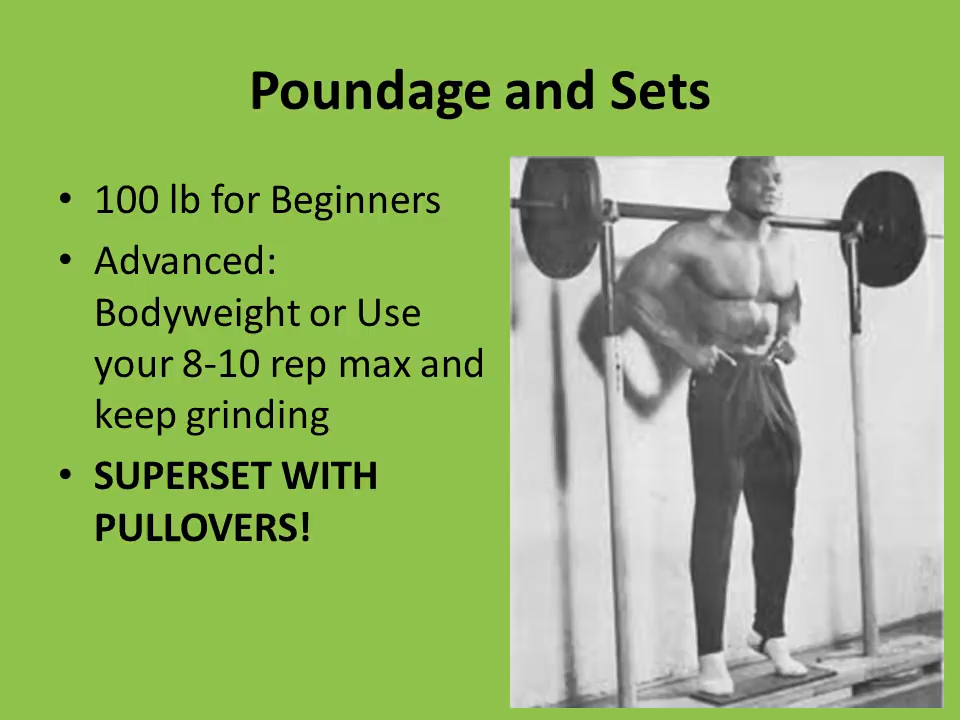 Poundage and Sets
• 100 lb for Beginners
• Advanced:
Bodyweight or Use
your 8-10 rep max and
keep grinding
• SUPERSET WITH
PULLOVERS!